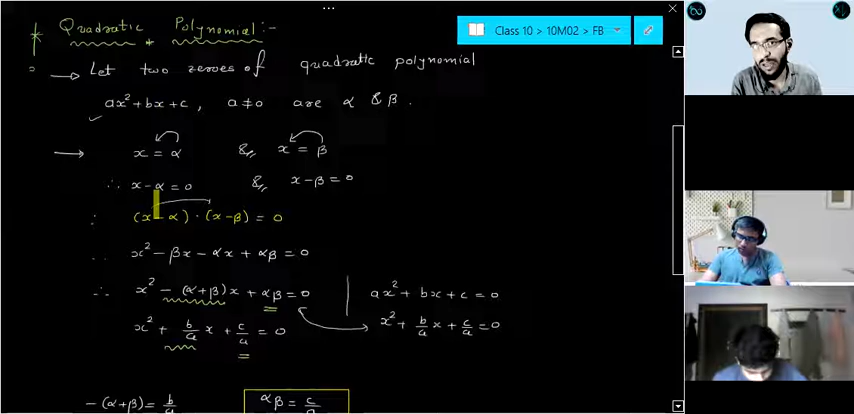 * Quadratic Polynomial :-
Class 10 > 10M02 > FB
→ Let two zeroes of quadratic polynomial
ax² + bx + c, a ≠ 0 are α & β.
→ x = α & x = β
∴ x - α = 0 & x - β = 0
∴ (x - α) · (x - β) = 0
x² - βx - αx + αβ = 0
∴ x² - (α+β)x + αβ = 0
ax² + bx + c = 0
x² + b/a x + c/a = 0
x² + b/a x + c/a = 0
-(α+β) = b/a
αβ = c/a